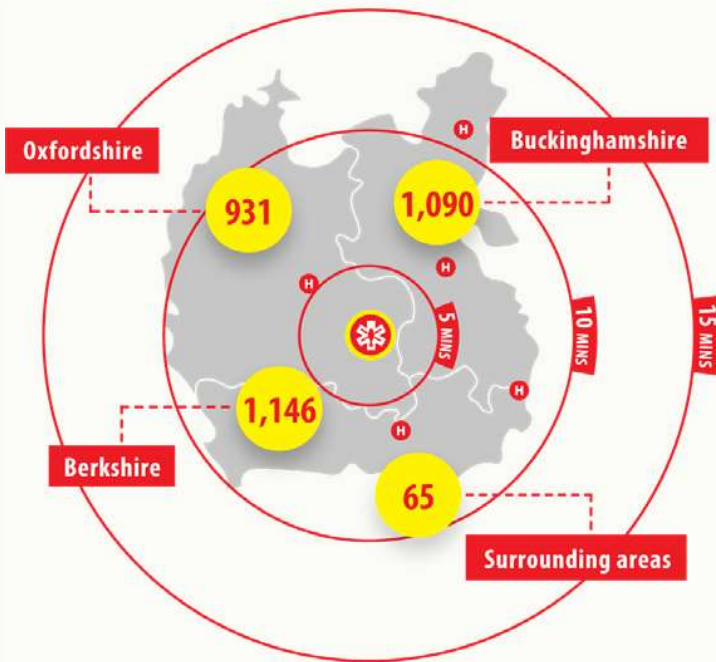 H
Buckinghamshire
Oxfordshire
931
1,090
H
H
5 MINS
10 MINS
15 MINS
H
1,146
H
Berkshire
65
Surrounding areas